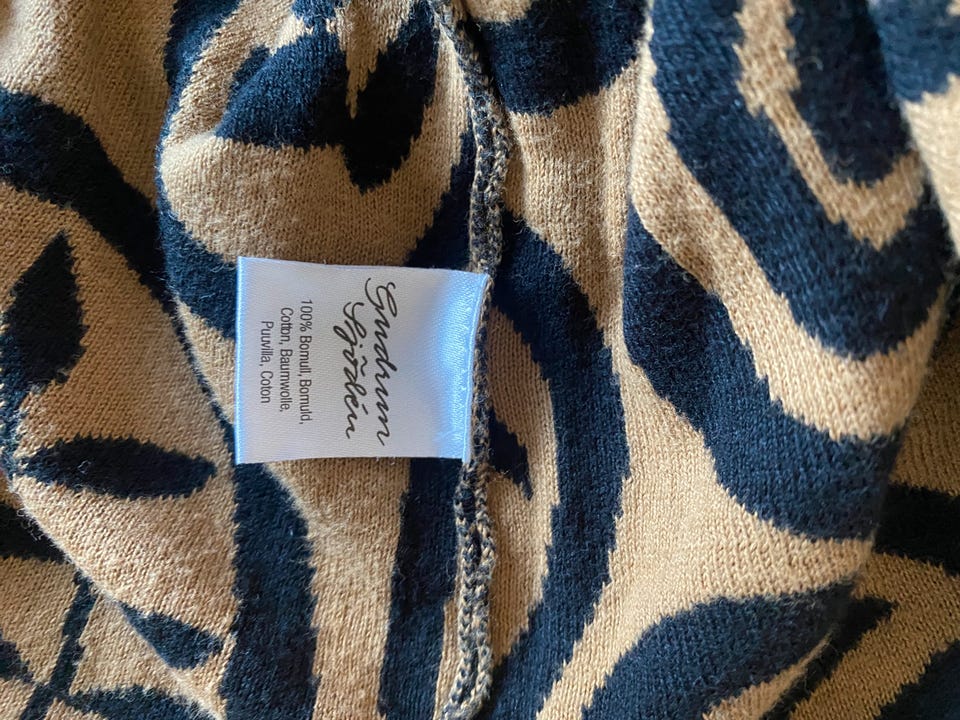 Gudrun
Sjödén
100% Bomull, Bomuld,
Cotton, Baumwolle,
Puuvilla, Coton